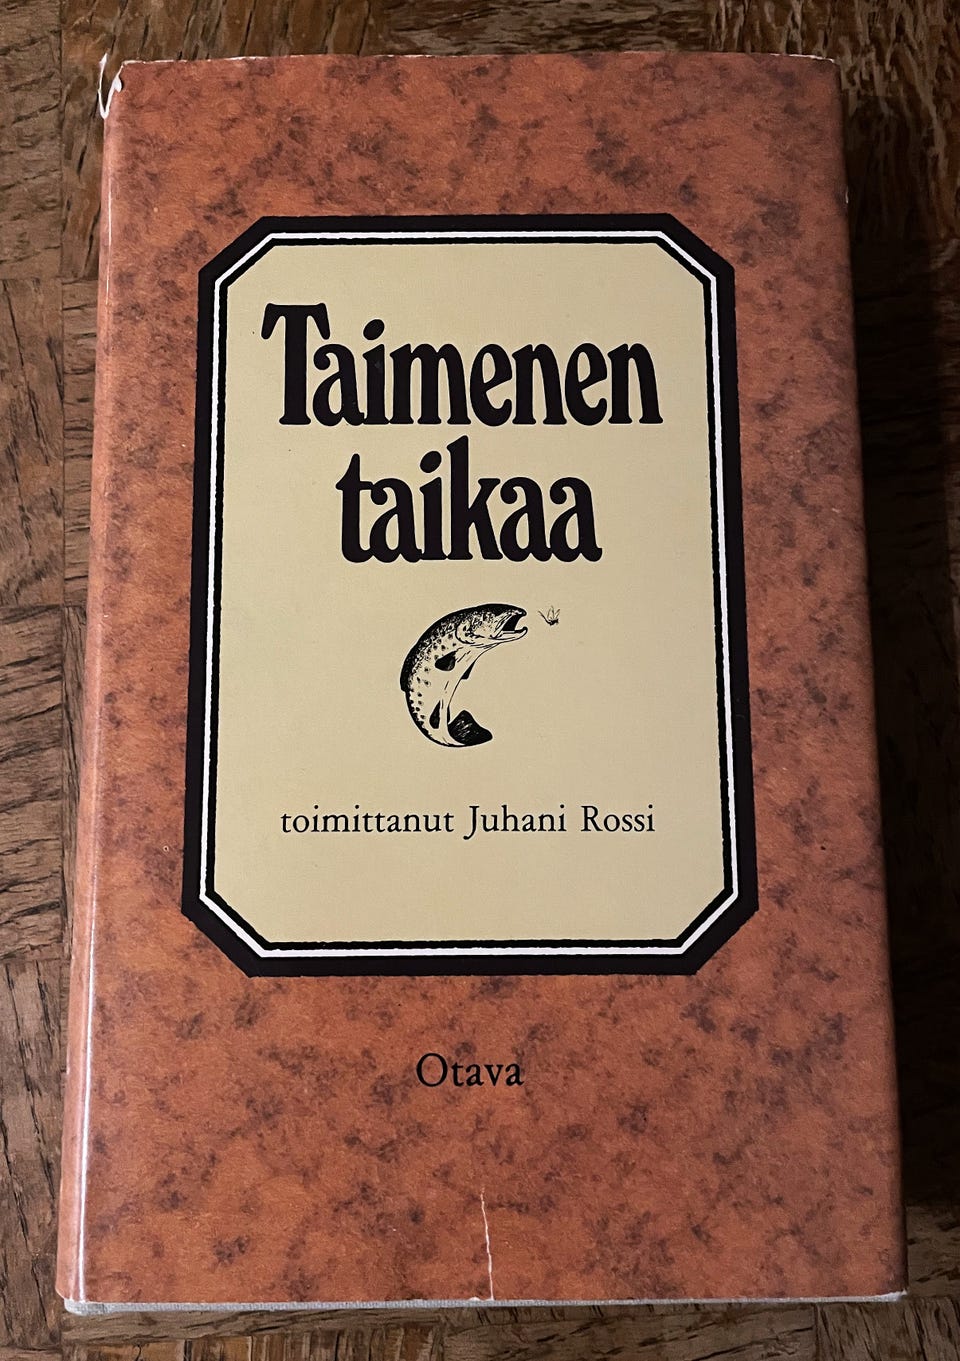 Taimenen
taikaa
toimittanut Juhani Rossi
Otava